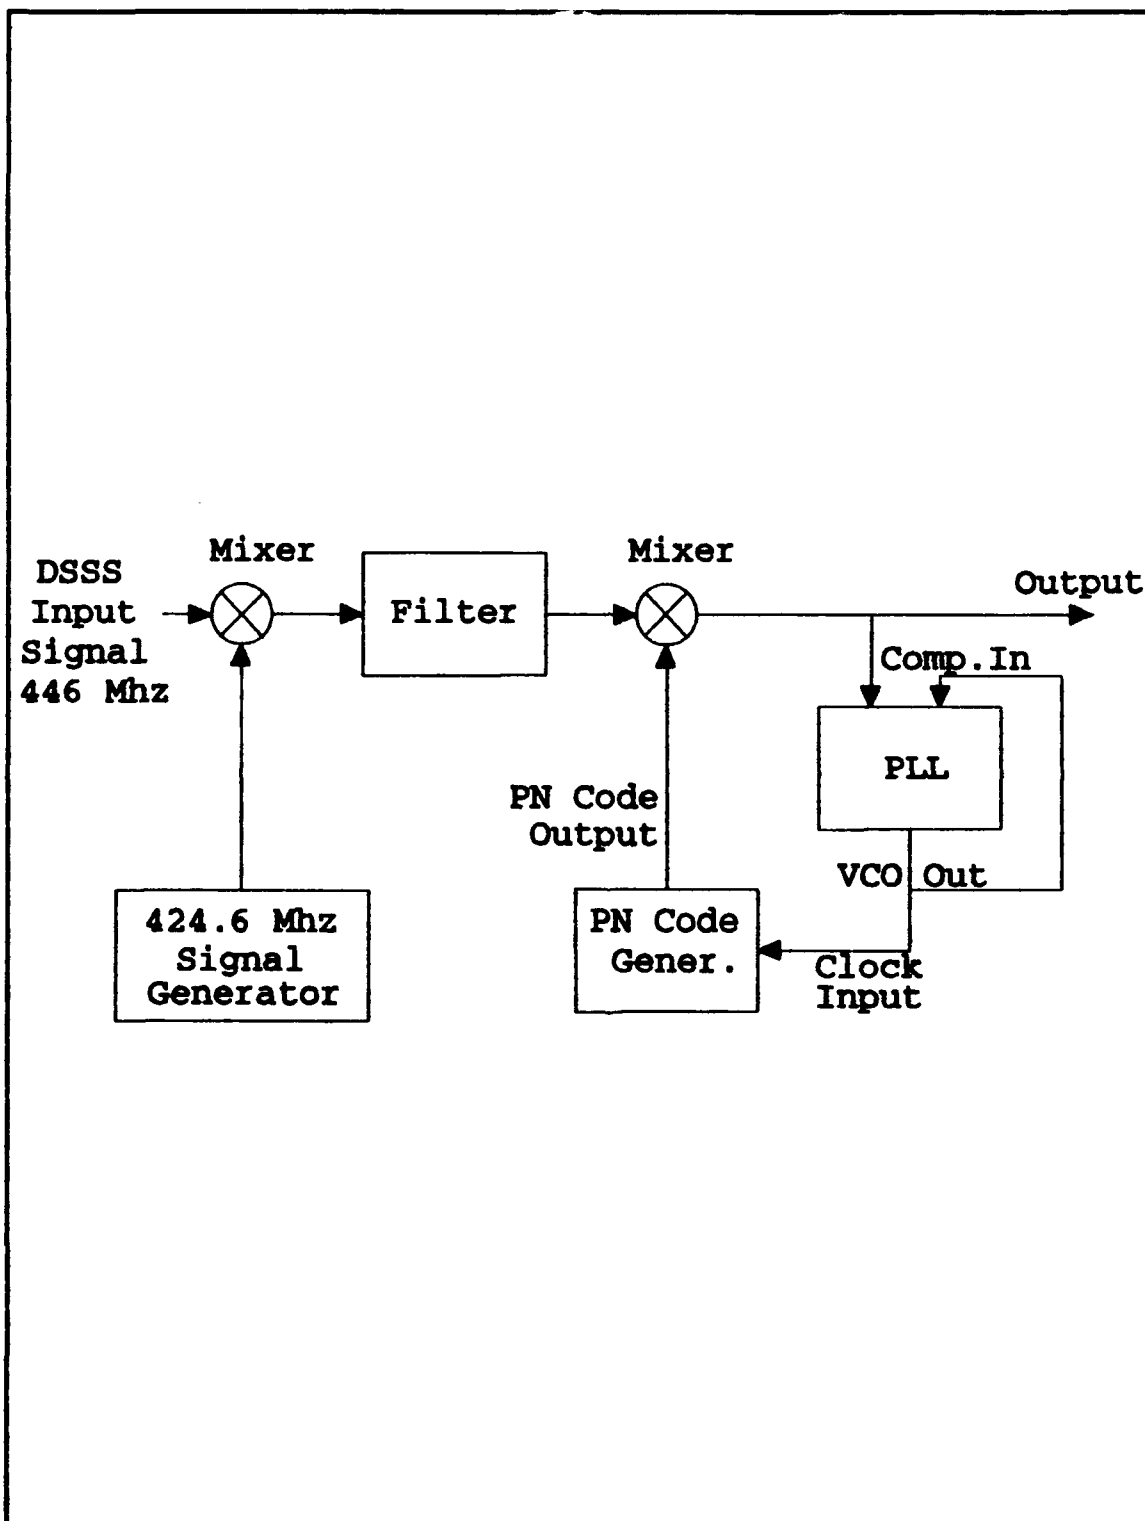 DSSS
Input
Signal
446 Mhz
Mixer
Filter
Mixer
Output
Comp.In
PLL
VCO Out
PN Code
Output
424.6 Mhz
Signal
Generator
PN Code
Gener.
Clock
Input